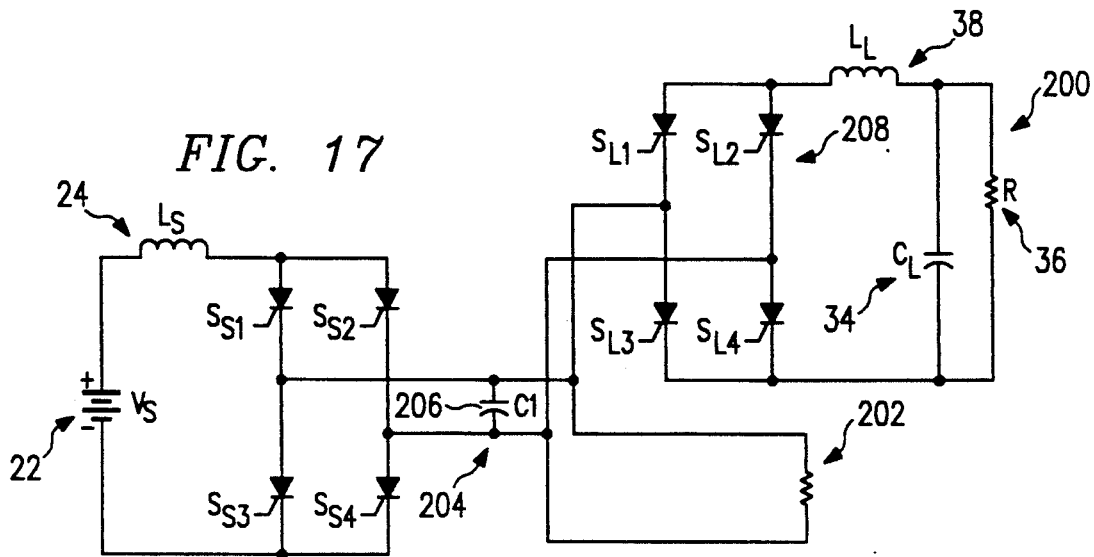 38
L_L
200
FIG. 17
S_L1
S_L2
208
24
L_S
R
C_L
36
34
S_S1
S_S2
S_L3
S_L4
+
V_S
-
206
C1
202
22
S_S3
S_S4
204